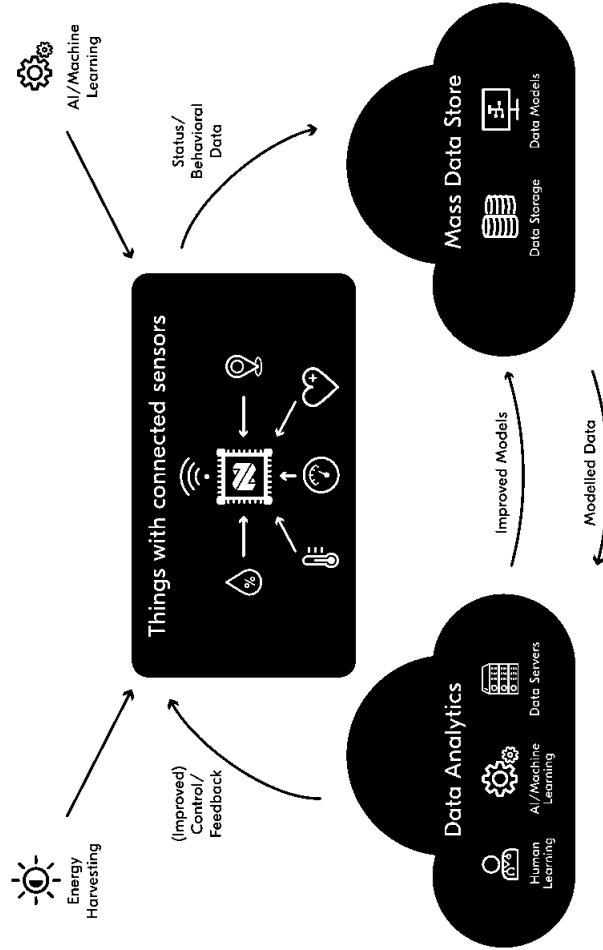 Energy
Harvesting
AI/Machine
Learning
Things with connected sensors
%
(Improved)
Control/
Feedback
Status/
Behavioral
Data
Data Analytics
Human
Learning
AI/Machine
Learning
Data Servers
Improved Models
Modelled Data
Mass Data Store
Data Storage
Data Models